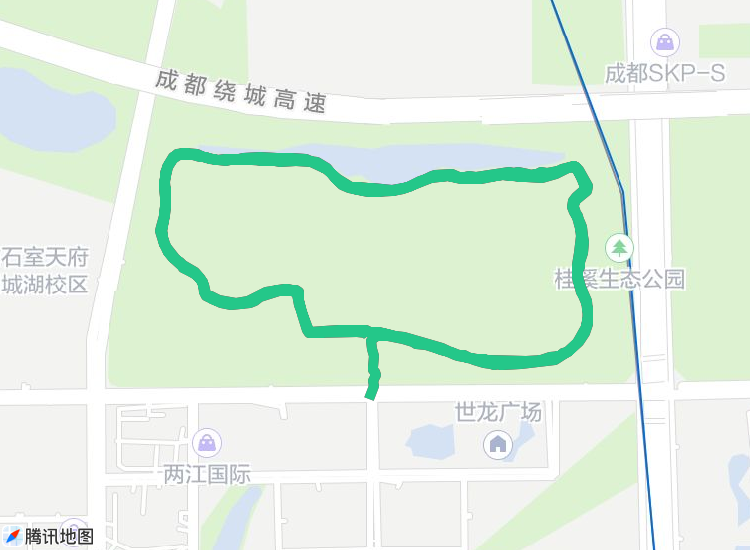 成都SKP-S
成都绕城高速
石室天府
城湖校区
桂溪生态公园
世龙广场
两江国际
腾讯地图